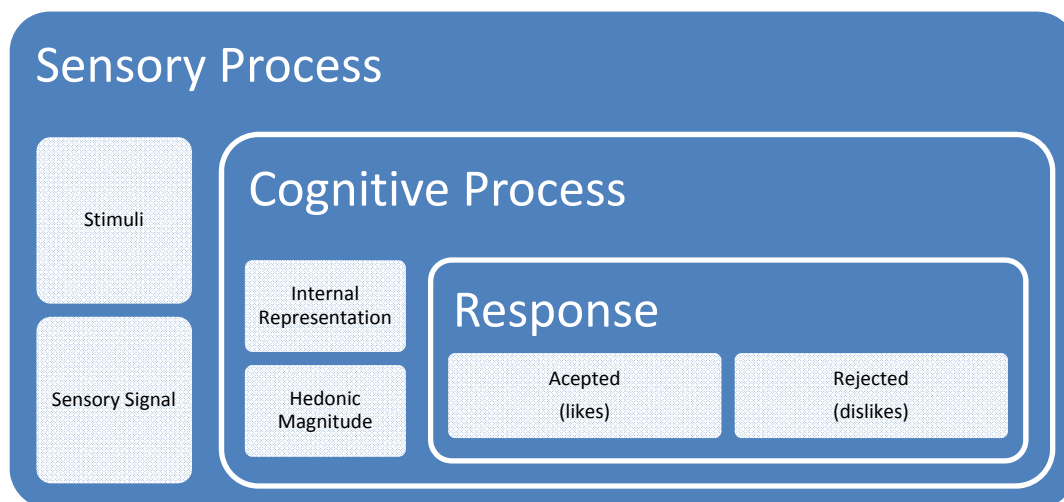 Sensory Process
Stimuli
Sensory Signal
Cognitive Process
Internal
Representation
Hedonic
Magnitude
Response
Acepted
(likes)
Rejected
(dislikes)